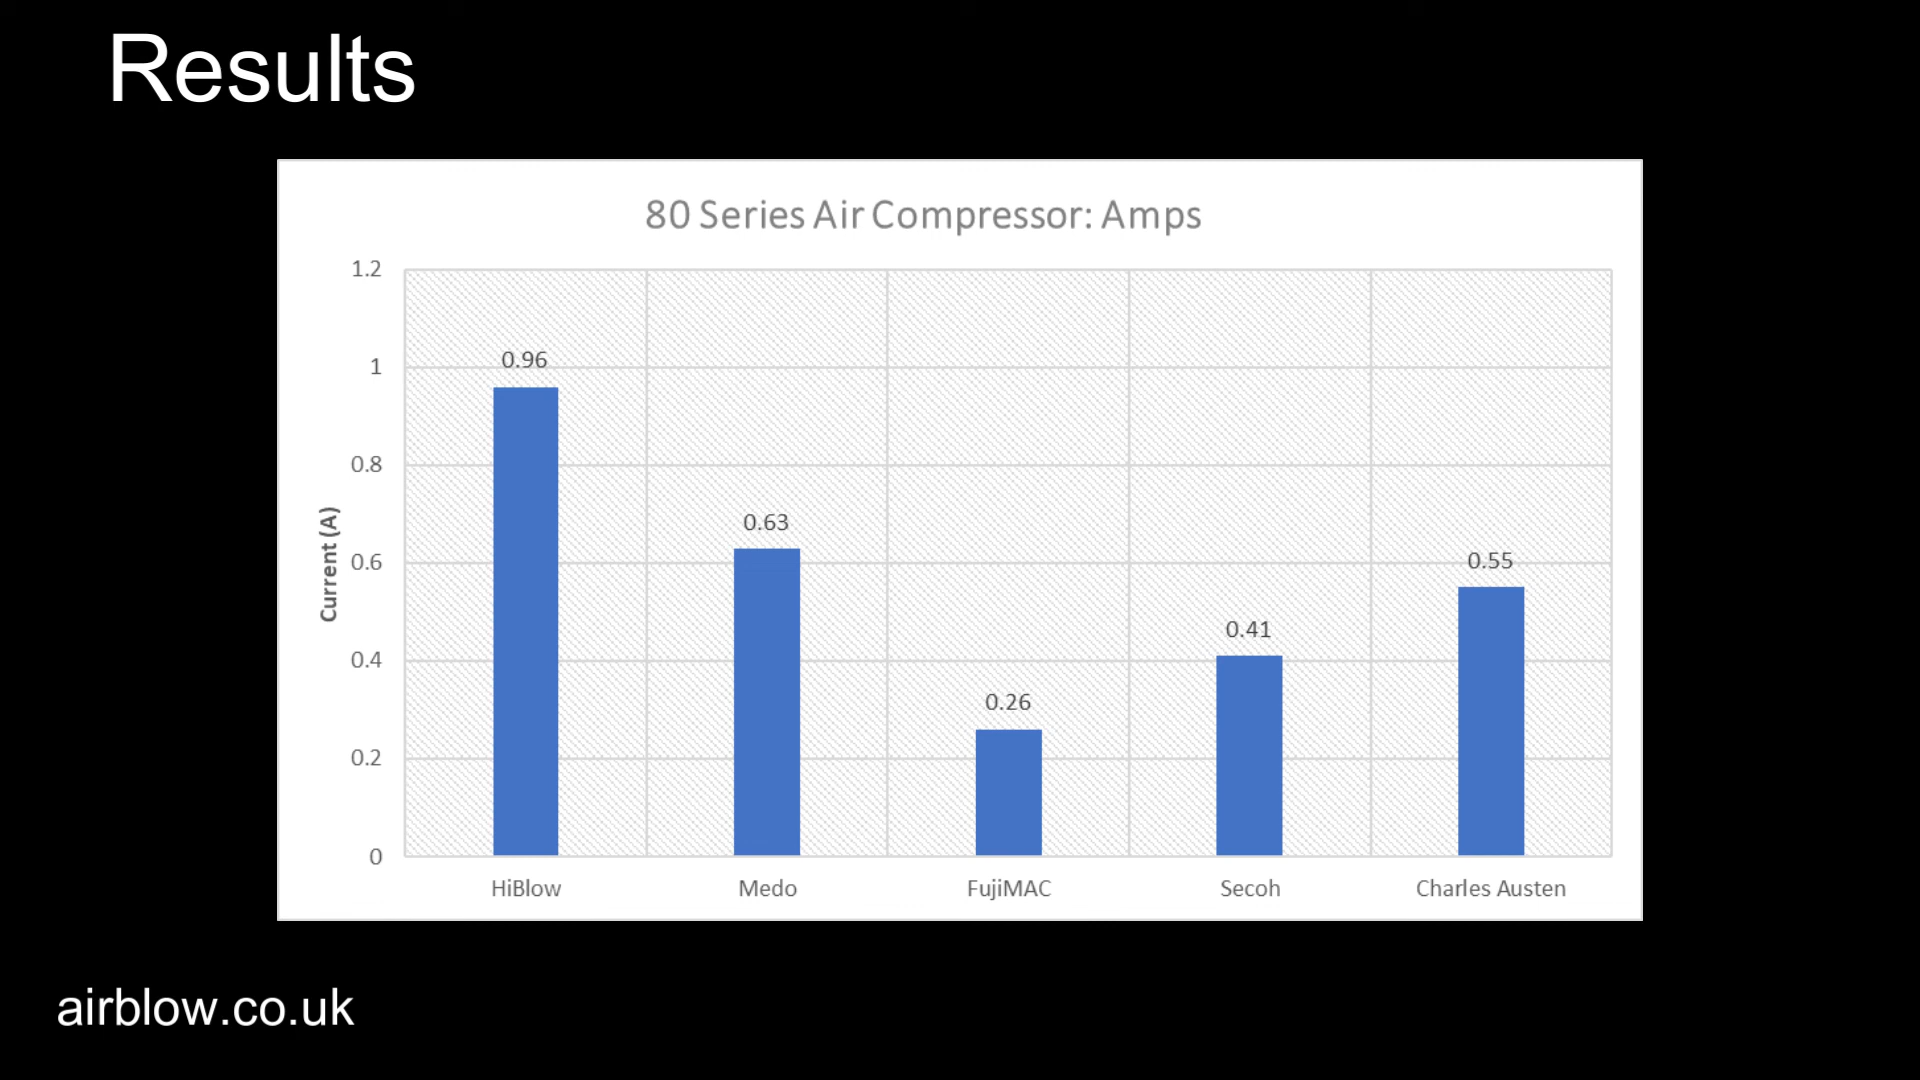 Results
80 Series Air Compressor: Amps
Current (A)
1.2
1
0.8
0.6
0.4
0.2
0
0.96
0.63
0.26
0.41
0.55
HiBlow
Medo
FujiMAC
Secoh
Charles Austen
airblow.co.uk